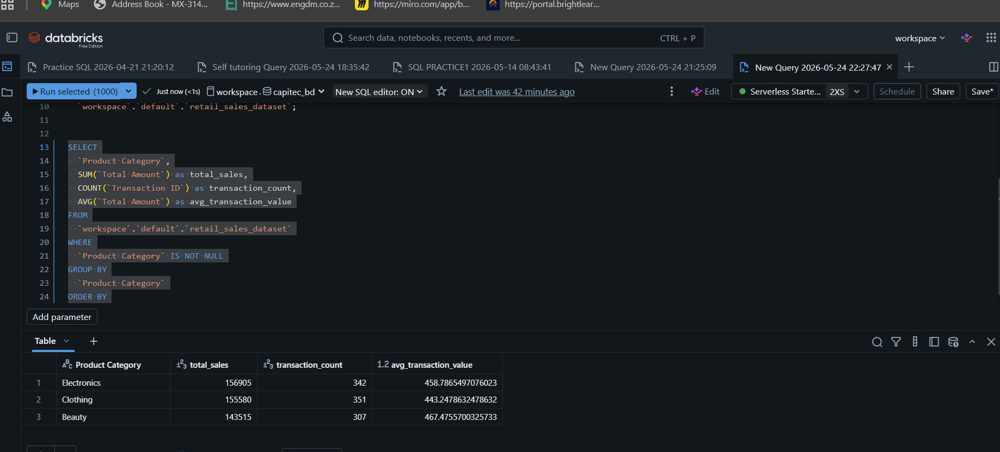 Maps Address Book - MX-314... https://www.engdm.co.z... https://miro.com/app/b... https://portal.brightlear...
databricks
Free Edition
Search data, notebooks, recents, and more... CTRL + P
workspace
Practice SQL 2026-04-21 21:20:12 Self tutoring Query 2026-05-24 18:35:42 SQL PRACTICE1 2026-05-14 08:43:41 New Query 2026-05-24 21:25:09 New Query 2026-05-24 22:27:47
Run selected (1000) Just now (<1s) workspace. capitec_bd New SQL editor: ON Last edit was 42 minutes ago Edit Serverless Starte... 2XS Schedule Share Save*
10 `workspace`.`default`.`retail_sales_dataset`;
11
12
13 SELECT
14 `Product Category`,
15 SUM(`Total Amount`) as total_sales,
16 COUNT(`Transaction ID`) as transaction_count,
17 AVG(`Total Amount`) as avg_transaction_value
18 FROM
19 `workspace`.`default`.`retail_sales_dataset`
20 WHERE
21 `Product Category` IS NOT NULL
22 GROUP BY
23 `Product Category`
24 ORDER BY
Add parameter
Table
Product Category total_sales transaction_count 1.2 avg_transaction_value
1 Electronics 156905 342 458.7865497076023
2 Clothing 155580 351 443.2478632478632
3 Beauty 143515 307 467.4755700325733